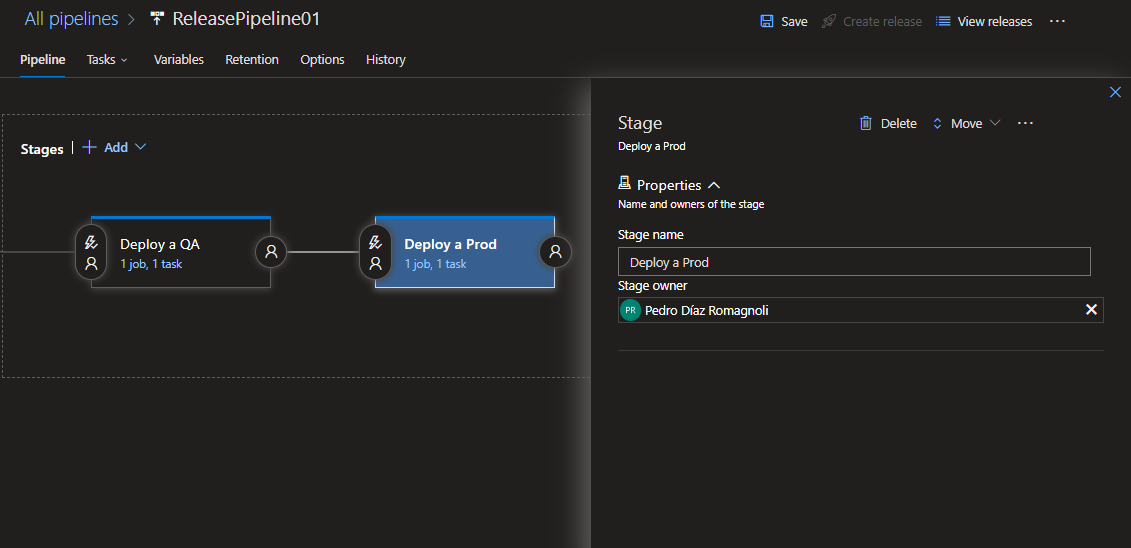 All pipelines > ReleasePipeline01
Save Create release View releases ...
Pipeline Tasks Variables Retention Options History
Stages | + Add
Deploy a QA
1 job, 1 task
Deploy a Prod
1 job, 1 task
Stage
Delete Move ...
Deploy a Prod
Properties
Name and owners of the stage
Stage name
Deploy a Prod
Stage owner
PR Pedro Díaz Romagnoli